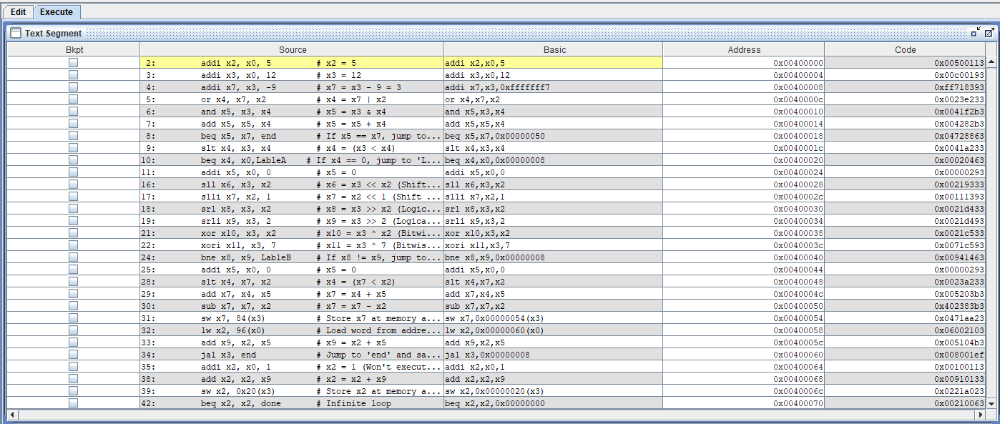 Edit Execute
Text Segment
Bkpt Source Basic Address Code
2: addi x2, x0, 5 # x2 = 5 addi x2,x0,5 0x00400000 0x00500113
3: addi x3, x0, 12 # x3 = 12 addi x3,x0,12 0x00400004 0x00c00193
4: addi x7, x3, -9 # x7 = x3 - 9 = 3 addi x7,x3,0xfffffff7 0x00400008 0xff718393
5: or x4, x7, x2 # x4 = x7 | x2 or x4,x7,x2 0x0040000c 0x0023e233
6: and x5, x3, x4 # x5 = x3 & x4 and x5,x3,x4 0x00400010 0x0041f2b3
7: add x5, x5, x4 # x5 = x5 + x4 add x5,x5,x4 0x00400014 0x004282b3
8: beq x5, x7, end # If x5 == x7, jump to... beq x5,x7,0x00000050 0x00400018 0x04728863
9: slt x4, x3, x4 # x4 = (x3 < x4) slt x4,x3,x4 0x0040001c 0x0041a233
10: beq x4, x0,LableA # If x4 == 0, jump to 'L... beq x4,x0,0x00000008 0x00400020 0x00020463
11: addi x5, x0, 0 # x5 = 0 addi x5,x0,0 0x00400024 0x00000293
16: sll x6, x3, x2 # x6 = x3 << x2 (Shift... sll x6,x3,x2 0x00400028 0x00219333
17: slli x7, x2, 1 # x7 = x2 << 1 (Shift ... slli x7,x2,1 0x0040002c 0x00111393
18: srl x8, x3, x2 # x8 = x3 >> x2 (Logic... srl x8,x3,x2 0x00400030 0x0021d433
19: srli x9, x3, 2 # x9 = x3 >> 2 (Logica... srli x9,x3,2 0x00400034 0x0021d493
21: xor x10, x3, x2 # x10 = x3 ^ x2 (Bitwi... xor x10,x3,x2 0x00400038 0x0021c533
22: xori x11, x3, 7 # x11 = x3 ^ 7 (Bitwis... xori x11,x3,7 0x0040003c 0x0071c593
24: bne x8, x9, LableB # If x8 != x9, jump to... bne x8,x9,0x00000008 0x00400040 0x00941463
25: addi x5, x0, 0 # x5 = 0 addi x5,x0,0 0x00400044 0x00000293
28: slt x4, x7, x2 # x4 = (x7 < x2) slt x4,x7,x2 0x00400048 0x0023a233
29: add x7, x4, x5 # x7 = x4 + x5 add x7,x4,x5 0x0040004c 0x005203b3
30: sub x7, x7, x2 # x7 = x7 - x2 sub x7,x7,x2 0x00400050 0x402383b3
31: sw x7, 84(x3) # Store x7 at memory a... sw x7,0x00000054(x3) 0x00400054 0x0471aa23
32: lw x2, 96(x0) # Load word from addre... lw x2,0x00000060(x0) 0x00400058 0x06002103
33: add x9, x2, x5 # x9 = x2 + x5 add x9,x2,x5 0x0040005c 0x005104b3
34: jal x3, end # Jump to 'end' and sa... jal x3,0x00000008 0x00400060 0x008001ef
35: addi x2, x0, 1 # x2 = 1 (Won't execut... addi x2,x0,1 0x00400064 0x00100113
38: add x2, x2, x9 # x2 = x2 + x9 add x2,x2,x9 0x00400068 0x00910133
39: sw x2, 0x20(x3) # Store x2 at memory a... sw x2,0x00000020(x3) 0x0040006c 0x0221a023
42: beq x2, x2, done # Infinite loop beq x2,x2,0x00000000 0x00400070 0x00210063